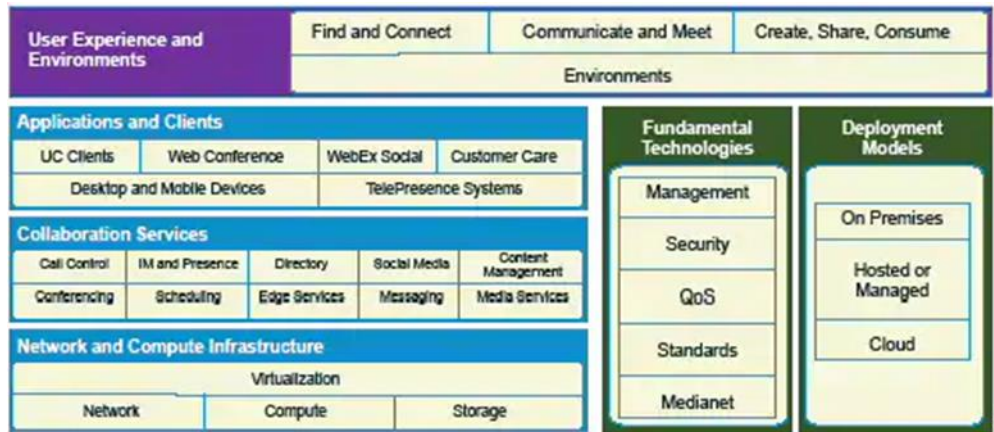 User Experience and
Environments
Find and Connect
Communicate and Meet
Create, Share, Consume
Environments
Applications and Clients
UC Clients
Web Conference
WebEx Social
Customer Care
Desktop and Mobile Devices
TelePresence Systems
Collaboration Services
Call Control
IM and Presence
Directory
Social Media
Content
Management
Conferencing
Scheduling
Edge Services
Messaging
Media Services
Network and Compute Infrastructure
Virtualization
Network
Compute
Storage
Fundamental
Technologies
Management
Security
QoS
Standards
Medianet
Deployment
Models
On Premises
Hosted or
Managed
Cloud